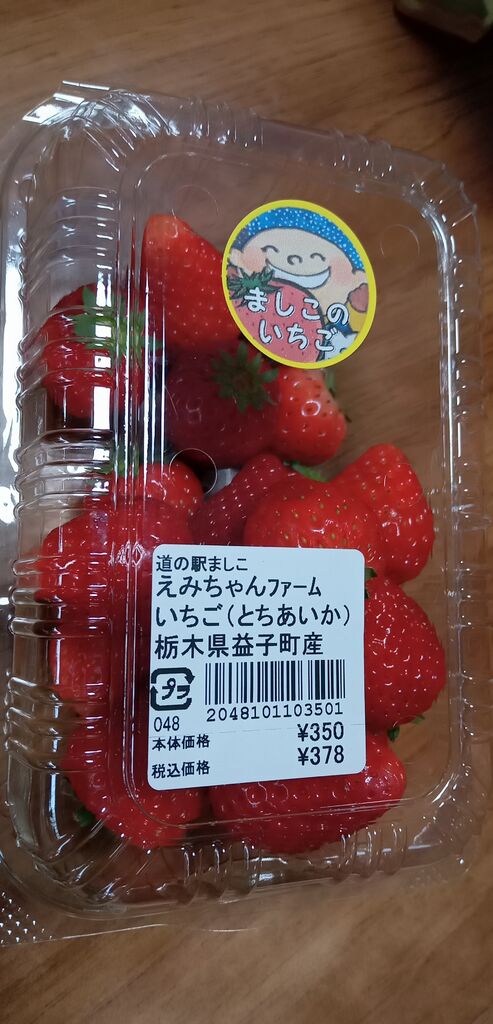 ましこの
いちご
道の駅ましこ
えみちゃんファーム
いちご(とちあいか)
栃木県益子町産
プラ
2048101103501
048
本体価格 ¥350
税込価格 ¥378